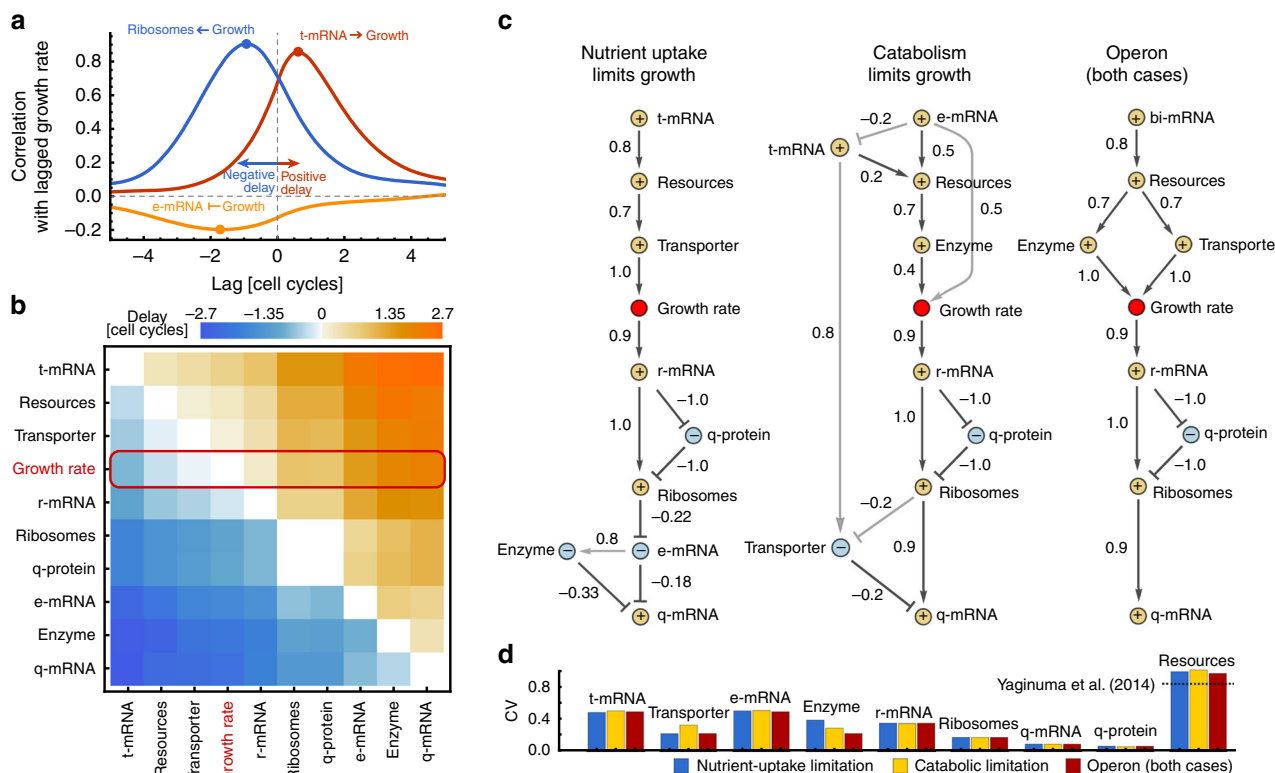 a
Ribosomes ← Growth
t-mRNA → Growth
Correlation
with lagged growth rate
0.8
0.6
0.4
0.2
0.0
−0.2
Negative
delay
Positive
delay
e-mRNA ⊢ Growth
−4
−2
0
2
4
Lag [cell cycles]
b
Delay
[cell cycles]
−2.7
−1.35
0
1.35
2.7
t-mRNA
Resources
Transporter
Growth rate
r-mRNA
Ribosomes
q-protein
e-mRNA
Enzyme
q-mRNA
t-mRNA
Resources
Transporter
Growth rate
r-mRNA
Ribosomes
q-protein
e-mRNA
Enzyme
q-mRNA
c
Nutrient uptake
limits growth
t-mRNA
0.8
Resources
0.7
Transporter
1.0
Growth rate
0.9
r-mRNA
−1.0
1.0
q-protein
−1.0
Ribosomes
−0.22
Enzyme
0.8
e-mRNA
−0.33
−0.18
q-mRNA
Catabolism
limits growth
−0.2
e-mRNA
t-mRNA
0.5
0.2
Resources
0.7
0.5
Enzyme
0.4
Growth rate
0.8
0.9
r-mRNA
−1.0
1.0
q-protein
−1.0
Ribosomes
−0.2
Transporter
0.9
−0.2
q-mRNA
Operon
(both cases)
bi-mRNA
0.8
Resources
0.7
0.7
Enzyme
Transporte
1.0
1.0
Growth rate
0.9
r-mRNA
−1.0
1.0
q-protein
−1.0
Ribosomes
0.9
q-mRNA
d
CV
0.8
0.4
0.0
t-mRNA
Transporter
e-mRNA
Enzyme
r-mRNA
Ribosomes
q-mRNA
q-protein
Resources
Yaginuma et al. (2014)
Nutrient-uptake limitation
Catabolic limitation
Operon (both cases)